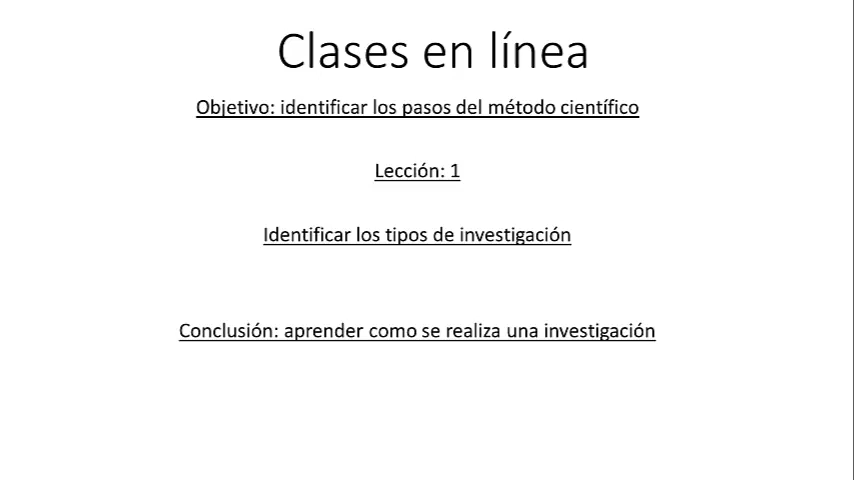 Clases en línea
Objetivo: identificar los pasos del método científico
Lección: 1
Identificar los tipos de investigación
Conclusión: aprender como se realiza una investigación